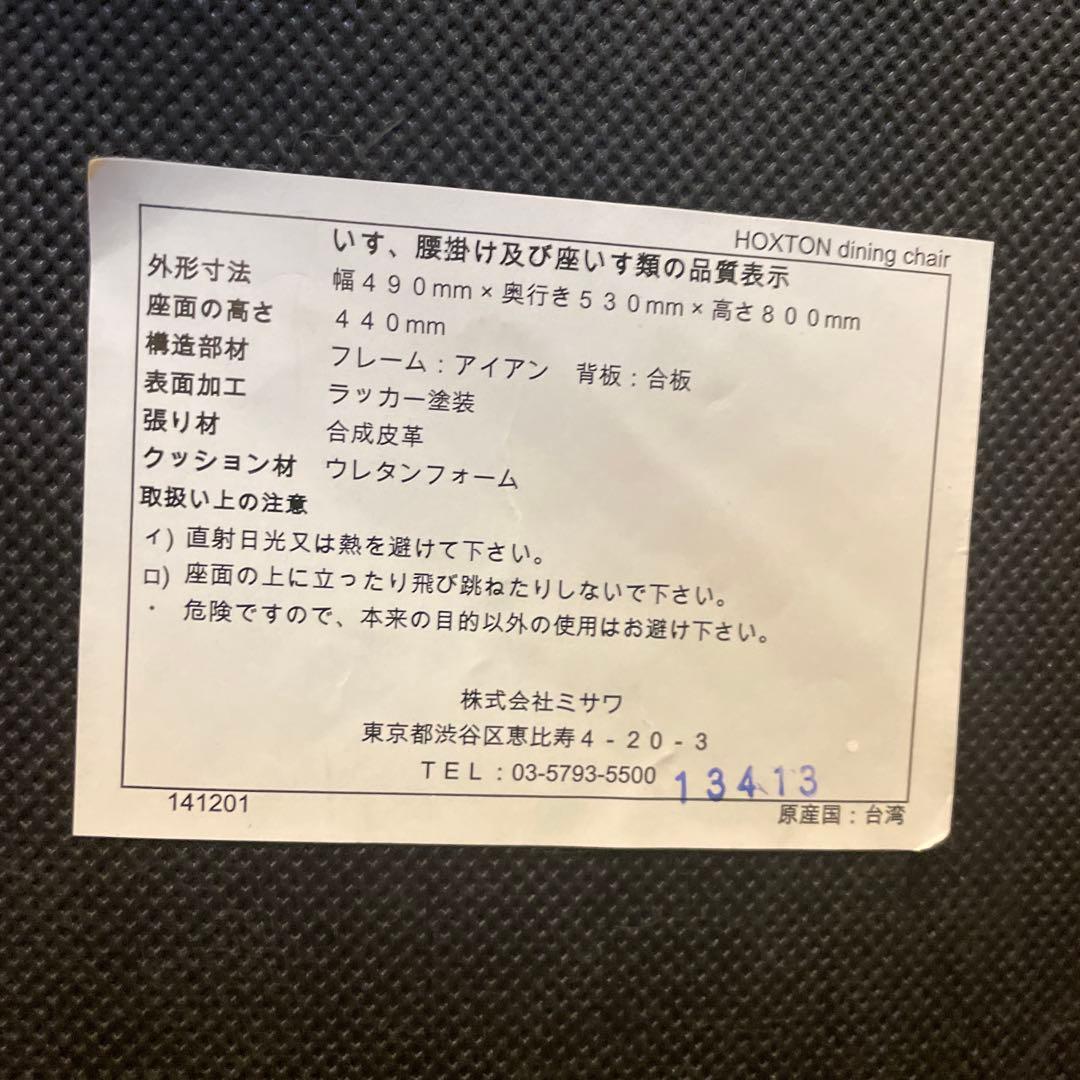 HOXTON dining chair
いす、腰掛け及び座いす類の品質表示
外形寸法 幅４９０mm×奥行き５３０mm×高さ８００mm
座面の高さ ４４０mm
構造部材 フレーム：アイアン　背板：合板
表面加工 ラッカー塗装
張り材 合成皮革
クッション材 ウレタンフォーム
取扱い上の注意
イ) 直射日光又は熱を避けて下さい。
ロ) 座面の上に立ったり飛び跳ねたりしないで下さい。
・ 危険ですので、本来の目的以外の使用はお避け下さい。
株式会社ミサワ
東京都渋谷区恵比寿４-２０-３
ＴＥＬ：03-5793-5500
13413
141201
原産国：台湾